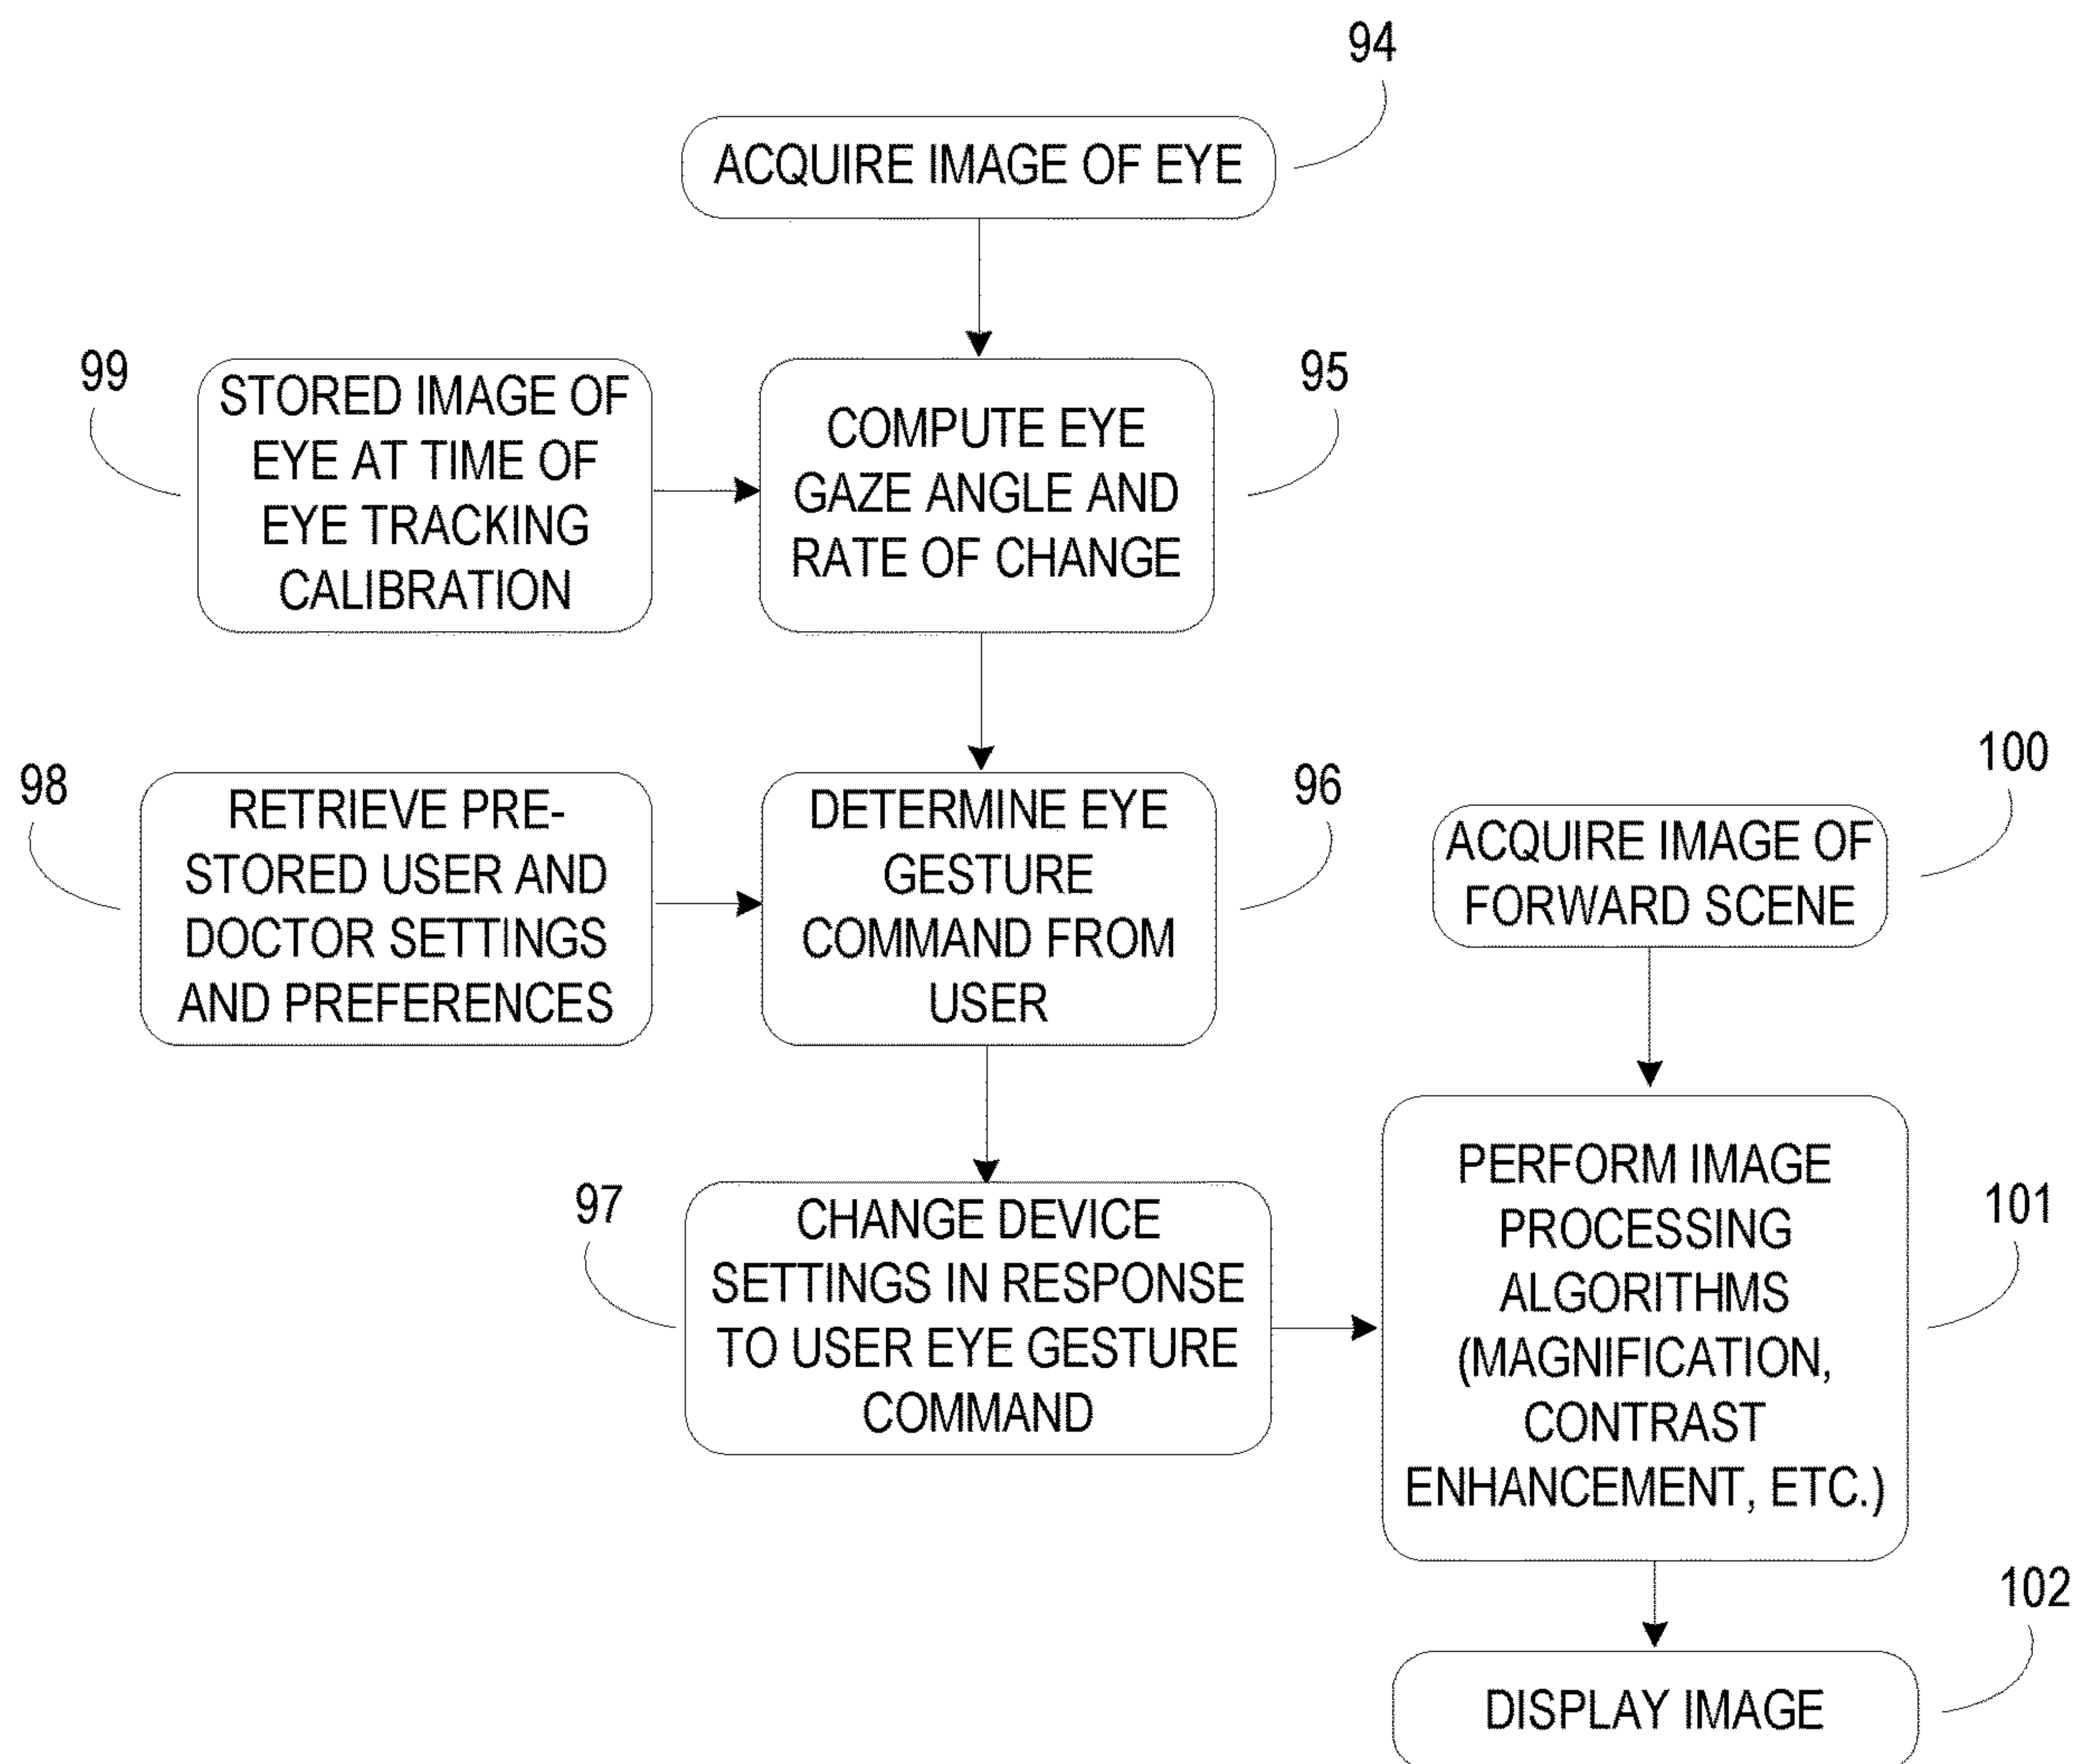 94
ACQUIRE IMAGE OF EYE
99
STORED IMAGE OF
EYE AT TIME OF
EYE TRACKING
CALIBRATION
95
COMPUTE EYE
GAZE ANGLE AND
RATE OF CHANGE
98
RETRIEVE PRE-
STORED USER AND
DOCTOR SETTINGS
AND PREFERENCES
96
DETERMINE EYE
GESTURE
COMMAND FROM
USER
100
ACQUIRE IMAGE OF
FORWARD SCENE
97
CHANGE DEVICE
SETTINGS IN RESPONSE
TO USER EYE GESTURE
COMMAND
101
PERFORM IMAGE
PROCESSING
ALGORITHMS
(MAGNIFICATION,
CONTRAST
ENHANCEMENT, ETC.)
102
DISPLAY IMAGE